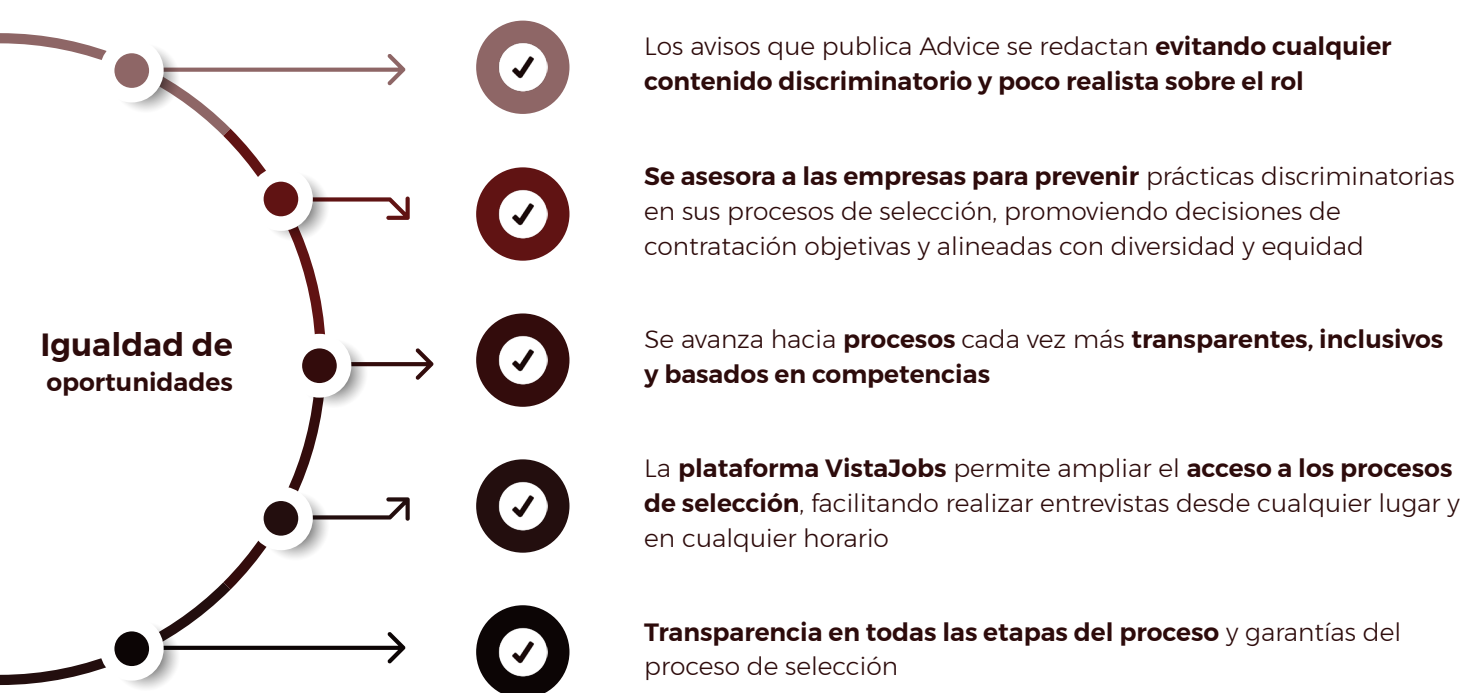 Los avisos que publica Advice se redactan evitando cualquier
contenido discriminatorio y poco realista sobre el rol
Se asesora a las empresas para prevenir prácticas discriminatorias
en sus procesos de selección, promoviendo decisiones de
contratación objetivas y alineadas con diversidad y equidad
Igualdad de
oportunidades
Se avanza hacia procesos cada vez más transparentes, inclusivos
y basados en competencias
La plataforma VistaJobs permite ampliar el acceso a los procesos
de selección, facilitando realizar entrevistas desde cualquier lugar y
en cualquier horario
Transparencia en todas las etapas del proceso y garantías del
proceso de selección